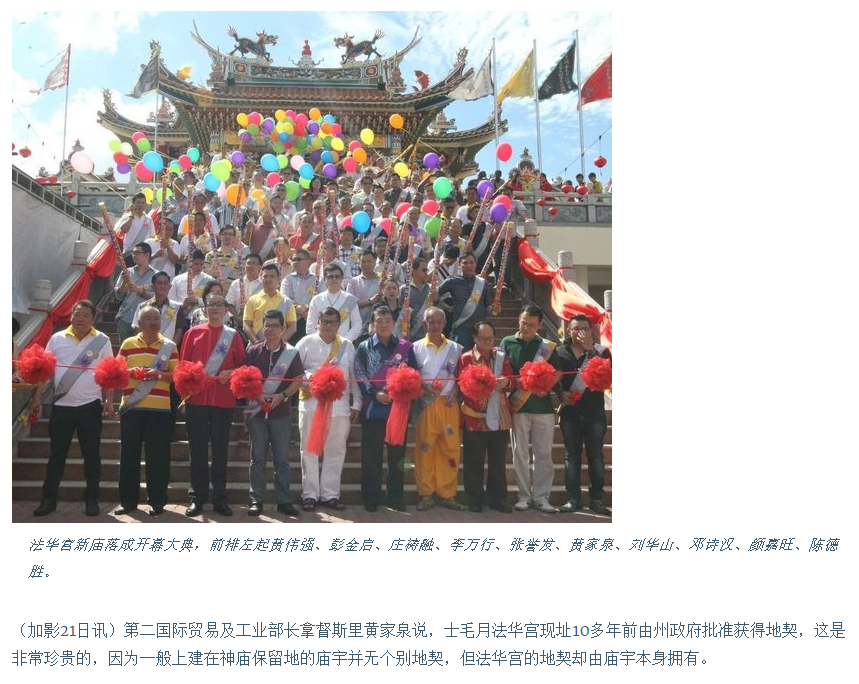 法华宫新庙落成开幕大典，前排左起黄伟强、彭金启、庄祷融、李万行、张誉发、黄家泉、刘华山、邓诗汉、颜嘉旺、陈德
胜。
（加影21日讯）第二国际贸易及工业部长拿督斯里黄家泉说，士毛月法华宫现址10多年前由州政府批准获得地契，这是
非常珍贵的，因为一般上建在神庙保留地的庙宇并无个别地契，但法华宫的地契却由庙宇本身拥有。